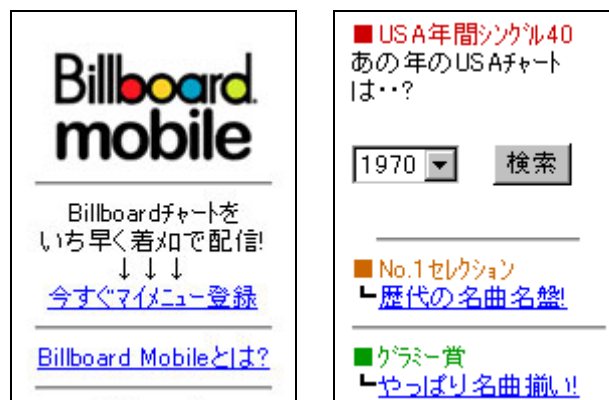 Billboard
mobile
Billboardﾁｬｰﾄを
いち早く着ﾒﾛで配信!
↓↓↓
今すぐﾏｲﾒﾆｭｰ登録
Billboard Mobileとは?
■USA年間ｼﾝｸﾞﾙ40
あの年のUSAﾁｬｰﾄ
は・・?
1970 検索
■No.1ｾﾚｸｼｮﾝ
┗歴代の名曲名盤!
■ｸﾞﾗﾐｰ賞
┗やっぱり名曲揃い!